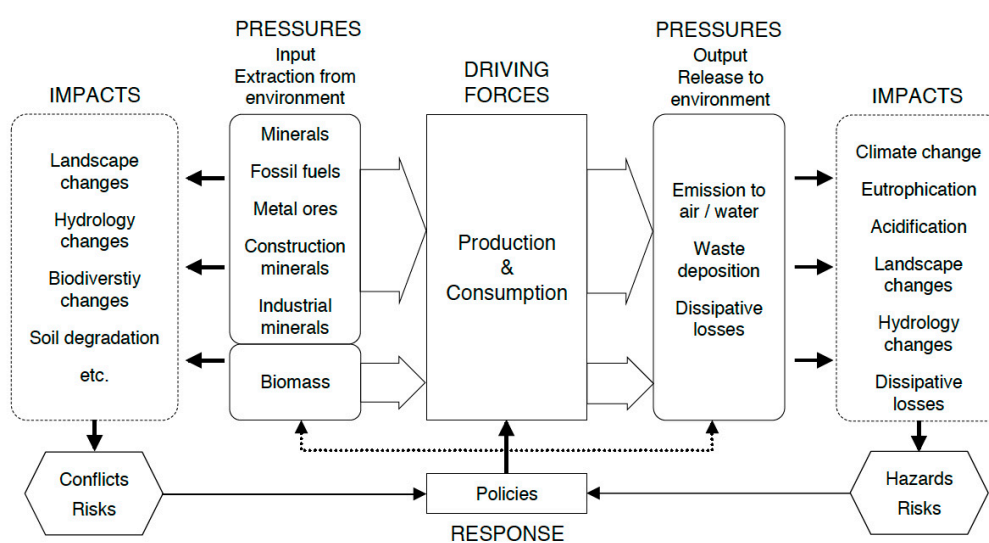 IMPACTS
Landscape
changes
Hydrology
changes
Biodiverstiy
changes
Soil degradation
etc.
Conflicts
Risks
PRESSURES
Input
Extraction from
environment
Minerals
Fossil fuels
Metal ores
Construction
minerals
Industrial
minerals
Biomass
DRIVING
FORCES
Production
&
Consumption
Policies
RESPONSE
PRESSURES
Output
Release to
environment
Emission to
air / water
Waste
deposition
Dissipative
losses
IMPACTS
Climate change
Eutrophication
Acidification
Landscape
changes
Hydrology
changes
Dissipative
losses
Hazards
Risks